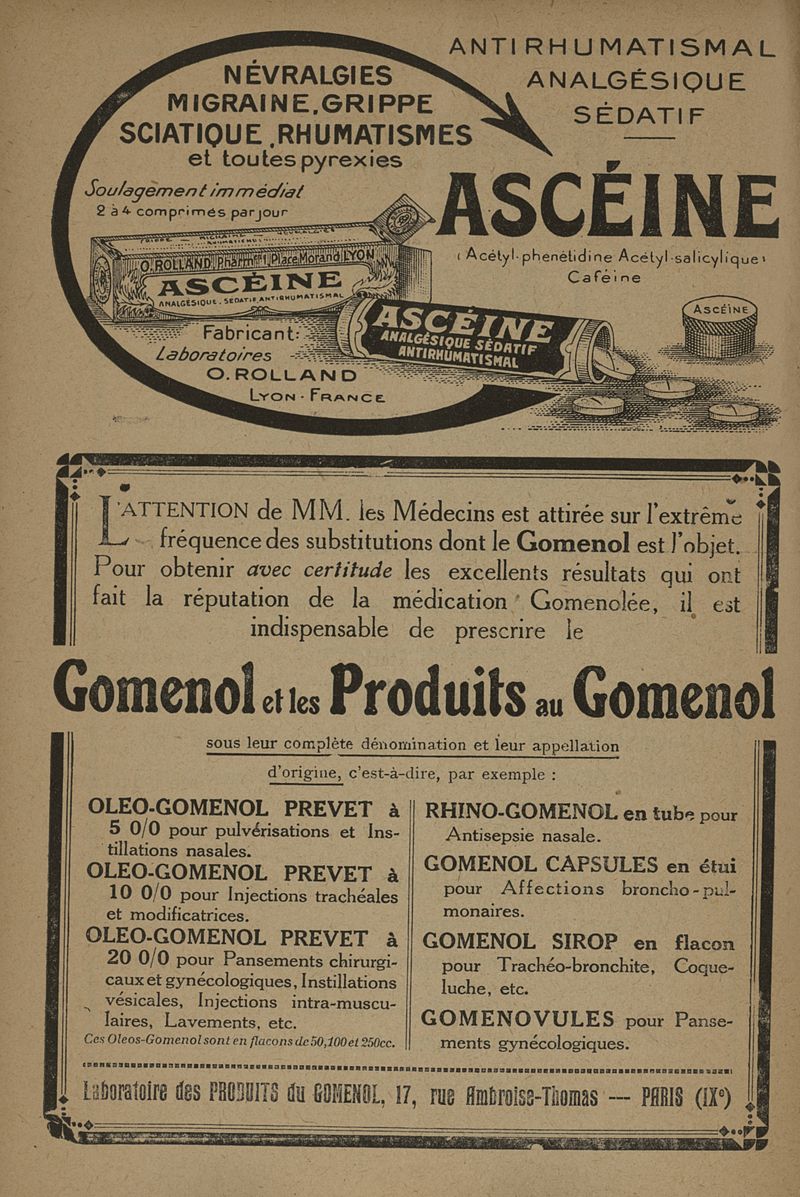 ANTIRHUMATISMAL
ANALGÉSIQUE
SÉDATIF
NÉVRALGIES
MIGRAINE, GRIPPE
SCIATIQUE, RHUMATISMES
et toutes pyrexies
Soulagement immédiat
2 à 4 comprimés par jour
ASCÉINE
(Acétyl-phenétidine Acétyl-salicylique
Caféine
O. ROLLAND, Pharm 1, Place Morand LYON
ASCÉINE
ANALGÉSIQUE, SÉDATIF ANTIRHUMATISMAL
ASCÉINE
ANALGÉSIQUE SÉDATIF
ANTIRHUMATISMAL
ASCÉINE
Fabricant:
Laboratoires
O. ROLLAND
LYON - FRANCE
L'ATTENTION de MM. les Médecins est attirée sur l'extrême
fréquence des substitutions dont le Gomenol est l'objet.
Pour obtenir avec certitude les excellents résultats qui ont
fait la réputation de la médication Gomenolée, il est
indispensable de prescrire le
Gomenol et les Produits au Gomenol
sous leur complète dénomination et leur appellation
d'origine, c'est-à-dire, par exemple :
OLEO-GOMENOL PREVET à
5 0/0 pour pulvérisations et Ins-
tillations nasales.
OLEO-GOMENOL PREVET à
10 0/0 pour Injections trachéales
et modificatrices.
OLEO-GOMENOL PREVET à
20 0/0 pour Pansements chirurgi-
caux et gynécologiques, Instillations
vésicales, Injections intra-muscu-
laires, Lavements, etc.
Ces Oleos-Gomenol sont en flacons de 50, 100 et 250cc.
RHINO-GOMENOL en tube pour
Antisepsie nasale.
GOMENOL CAPSULES en étui
pour Affections broncho-pul-
monaires.
GOMENOL SIROP en flacon
pour Trachéo-bronchite, Coque-
luche, etc.
GOMENOVULES pour Panse-
ments gynécologiques.
Laboratoire des PRODUITS du GOMENOL, 17, rue Ambroise-Thomas --- PARIS (IXe)